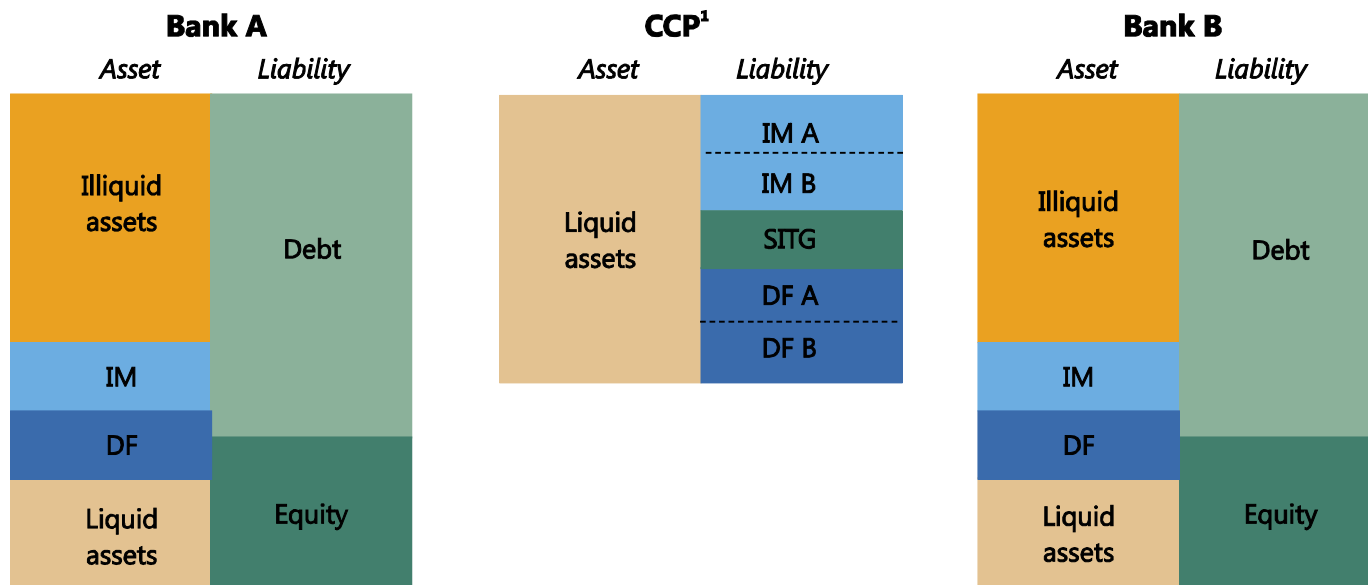 Bank A
Asset Liability
Illiquid
assets
Debt
IM
DF
Liquid
assets
Equity
CCP¹
Asset Liability
Liquid
assets
IM A
IM B
SITG
DF A
DF B
Bank B
Asset Liability
Illiquid
assets
Debt
IM
DF
Liquid
assets
Equity